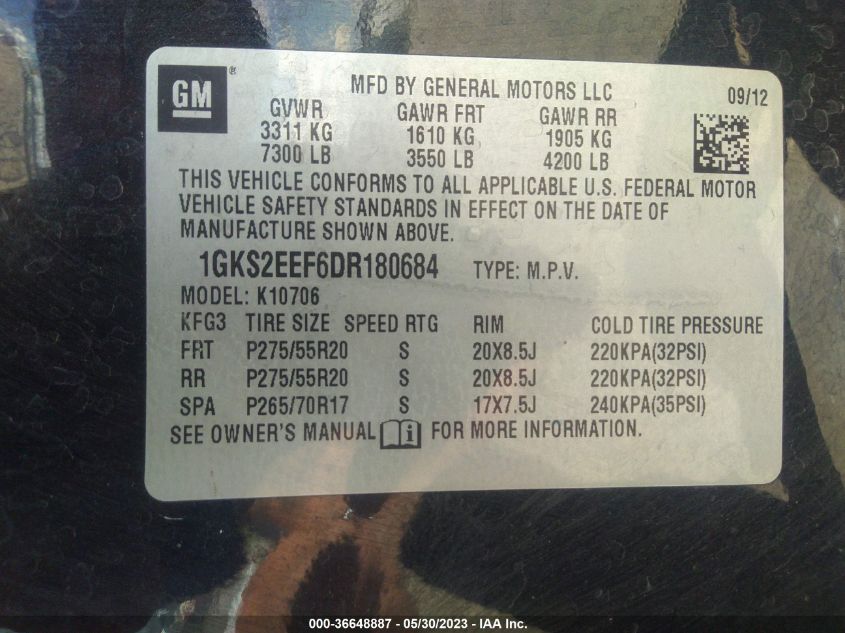 GM®
MFD BY GENERAL MOTORS LLC
09/12
GVWR GAWR FRT GAWR RR
3311 KG 1610 KG 1905 KG
7300 LB 3550 LB 4200 LB
THIS VEHICLE CONFORMS TO ALL APPLICABLE U.S. FEDERAL MOTOR
VEHICLE SAFETY STANDARDS IN EFFECT ON THE DATE OF
MANUFACTURE SHOWN ABOVE.
1GKS2EEF6DR180684 TYPE: M.P.V.
MODEL: K10706
KFG3 TIRE SIZE SPEED RTG RIM COLD TIRE PRESSURE
FRT P275/55R20 S 20X8.5J 220KPA(32PSI)
RR P275/55R20 S 20X8.5J 220KPA(32PSI)
SPA P265/70R17 S 17X7.5J 240KPA(35PSI)
SEE OWNER'S MANUAL i FOR MORE INFORMATION.
000-36648887 - 05/30/2023 - IAA Inc.